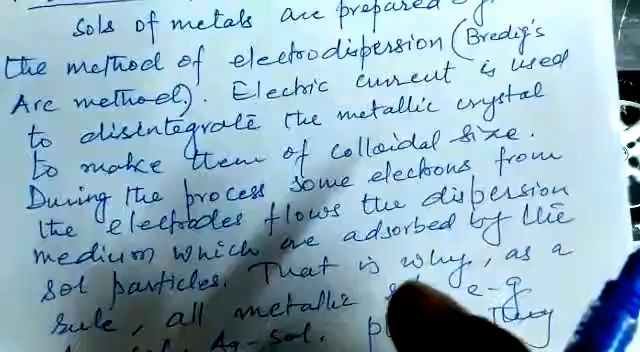 Sols of metals are prepared by
the method of electrodispersion (Bredig's
Arc method). Electric current is used
to disintegrate the metallic crystal
to make them of colloidal size.
During the process some electrons from
the electrodes flows the dispersion
medium which are adsorbed by the
sol particles. That is why, as a
rule, all metallic e-g.
Ag-sol. They